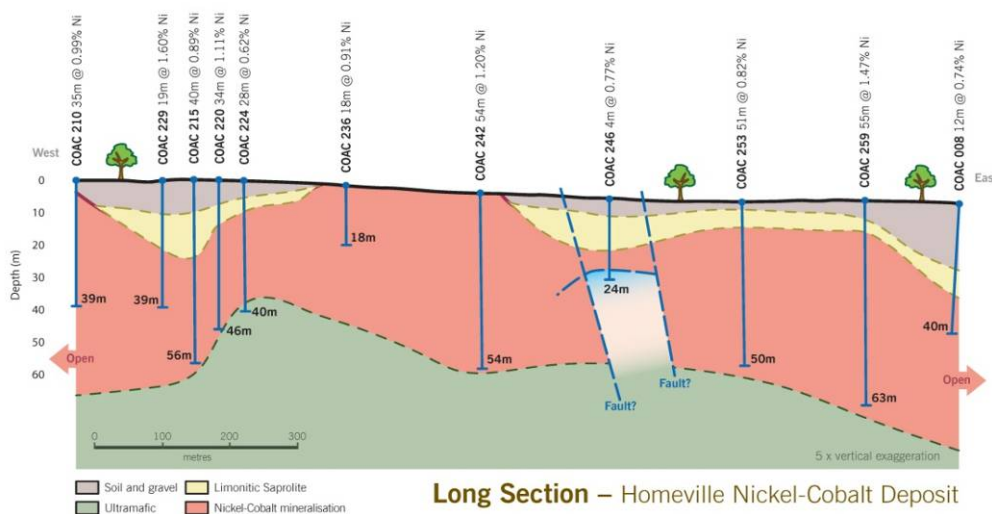 COAC 210 35m @ 0.99% Ni
COAC 229 19m @ 1.60% Ni
COAC 215 40m @ 0.89% Ni
COAC 220 34m @ 1.11% Ni
COAC 224 28m @ 0.62% Ni
COAC 236 18m @ 0.91% Ni
COAC 242 54m @ 1.20% Ni
COAC 246 4m @ 0.77% Ni
COAC 253 51m @ 0.82% Ni
COAC 259 55m @ 1.47% Ni
COAC 008 12m @ 0.74% Ni
West
Eas
Depth (m)
0
10
20
30
40
50
60
39m
39m
56m
46m
40m
18m
54m
24m
50m
63m
40m
Open
Open
Fault?
Fault?
0 100 200 300
metres
5 x vertical exaggeration
Soil and gravel
Limonitic Saprolite
Ultramafic
Nickel-Cobalt mineralisation
Long Section – Homeville Nickel-Cobalt Deposit